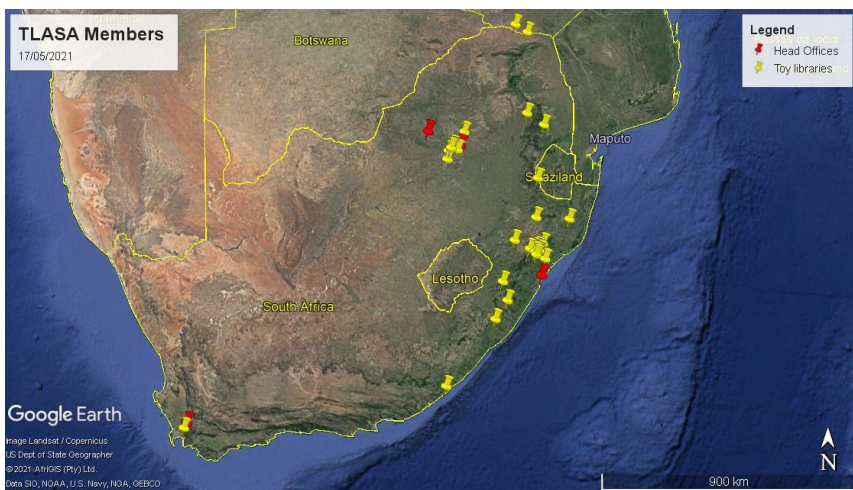 TLASA Members
17/05/2021
Botswana
Legend
Head Offices
Toy libraries
Maputo
Swaziland
Lesotho
South Africa
Google Earth
Image Landsat / Copernicus
US Dept of State Geographer
©2021 AfriGIS (Pty) Ltd.
Data SIO, NOAA, U.S. Navy, NGA, GEBCO
N
900 km